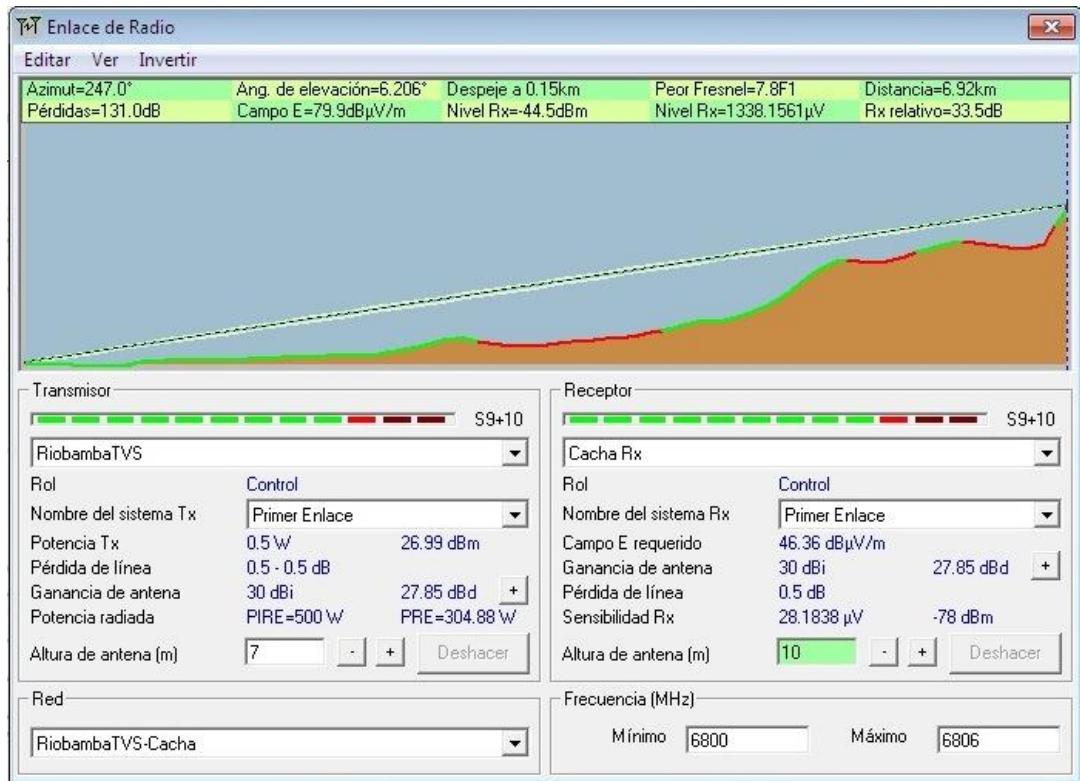 Enlace de Radio
Editar Ver Invertir
Azimut=247.0° Ang. de elevación=6.206° Despeje a 0.15km Peor Fresnel=7.8F1 Distancia=6.92km
Pérdidas=131.0dB Campo E=79.9dBµV/m Nivel Rx=-44.5dBm Nivel Rx=1338.1561µV Rx relativo=33.5dB
Transmisor
S9+10
RiobambaTVS
Rol Control
Nombre del sistema Tx Primer Enlace
Potencia Tx 0.5 W 26.99 dBm
Pérdida de línea 0.5 - 0.5 dB
Ganancia de antena 30 dBi 27.85 dBd +
Potencia radiada PIRE=500 W PRE=304.88 W
Altura de antena (m) 7 - + Deshacer
Receptor
S9+10
Cacha Rx
Rol Control
Nombre del sistema Rx Primer Enlace
Campo E requerido 46.36 dBµV/m
Ganancia de antena 30 dBi 27.85 dBd +
Pérdida de línea 0.5 dB
Sensibilidad Rx 28.1838 µV -78 dBm
Altura de antena (m) 10 - + Deshacer
Red
RiobambaTVS-Cacha
Frecuencia (MHz)
Mínimo 6800 Máximo 6806